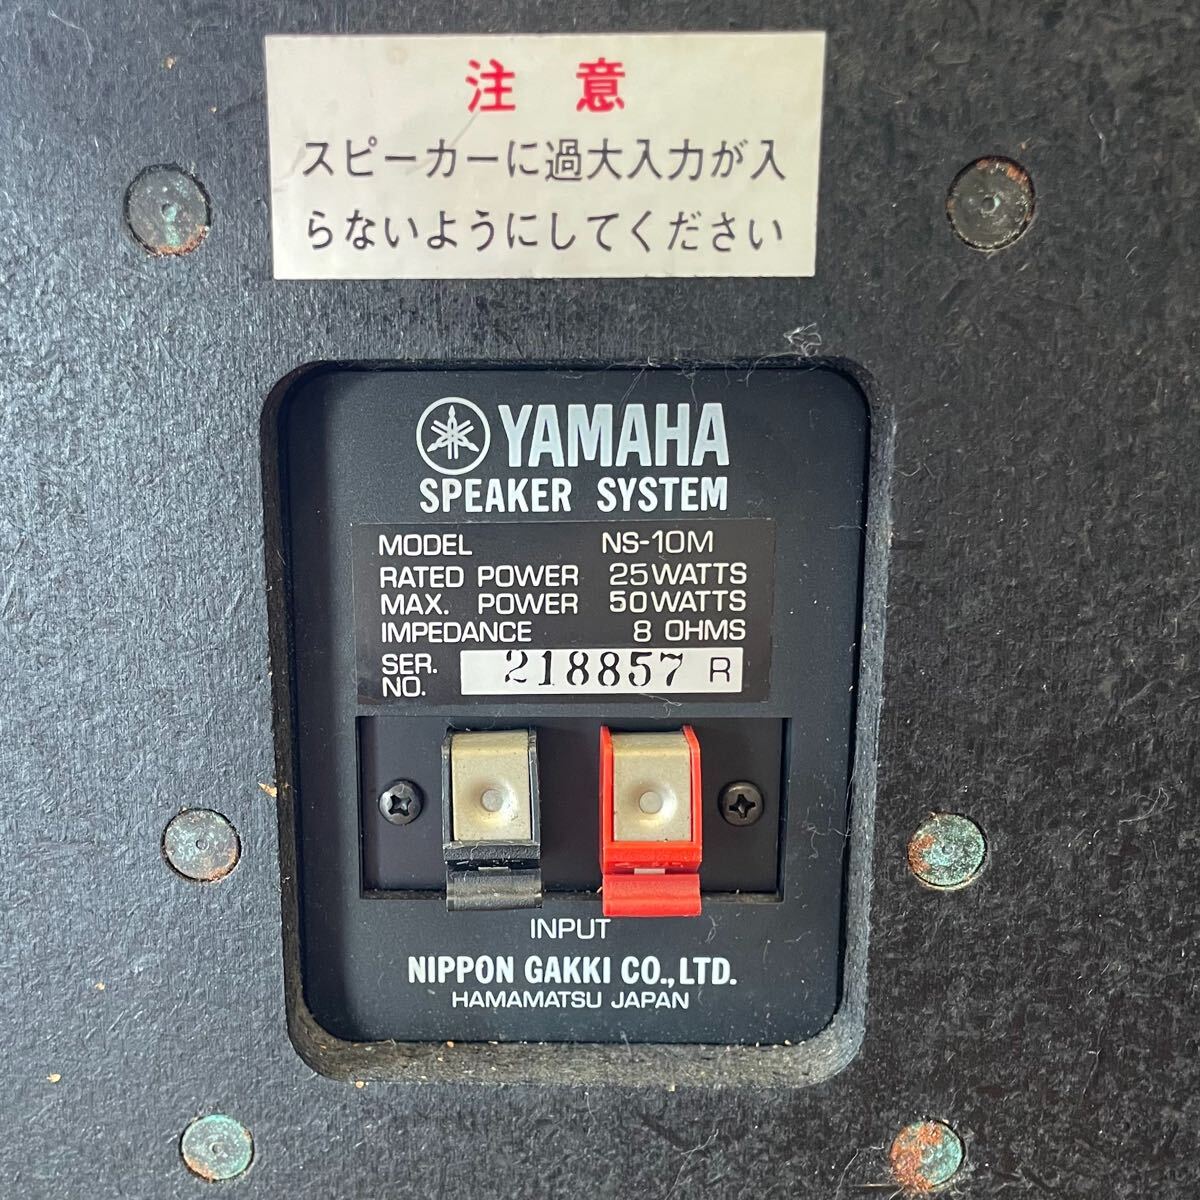 注意
スピーカーに過大入力が入
らないようにしてください
YAMAHA
SPEAKER SYSTEM
MODEL NS-10M
RATED POWER 25 WATTS
MAX. POWER 50 WATTS
IMPEDANCE 8 OHMS
SER. NO. 218857 R
INPUT
NIPPON GAKKI CO., LTD.
HAMAMATSU JAPAN